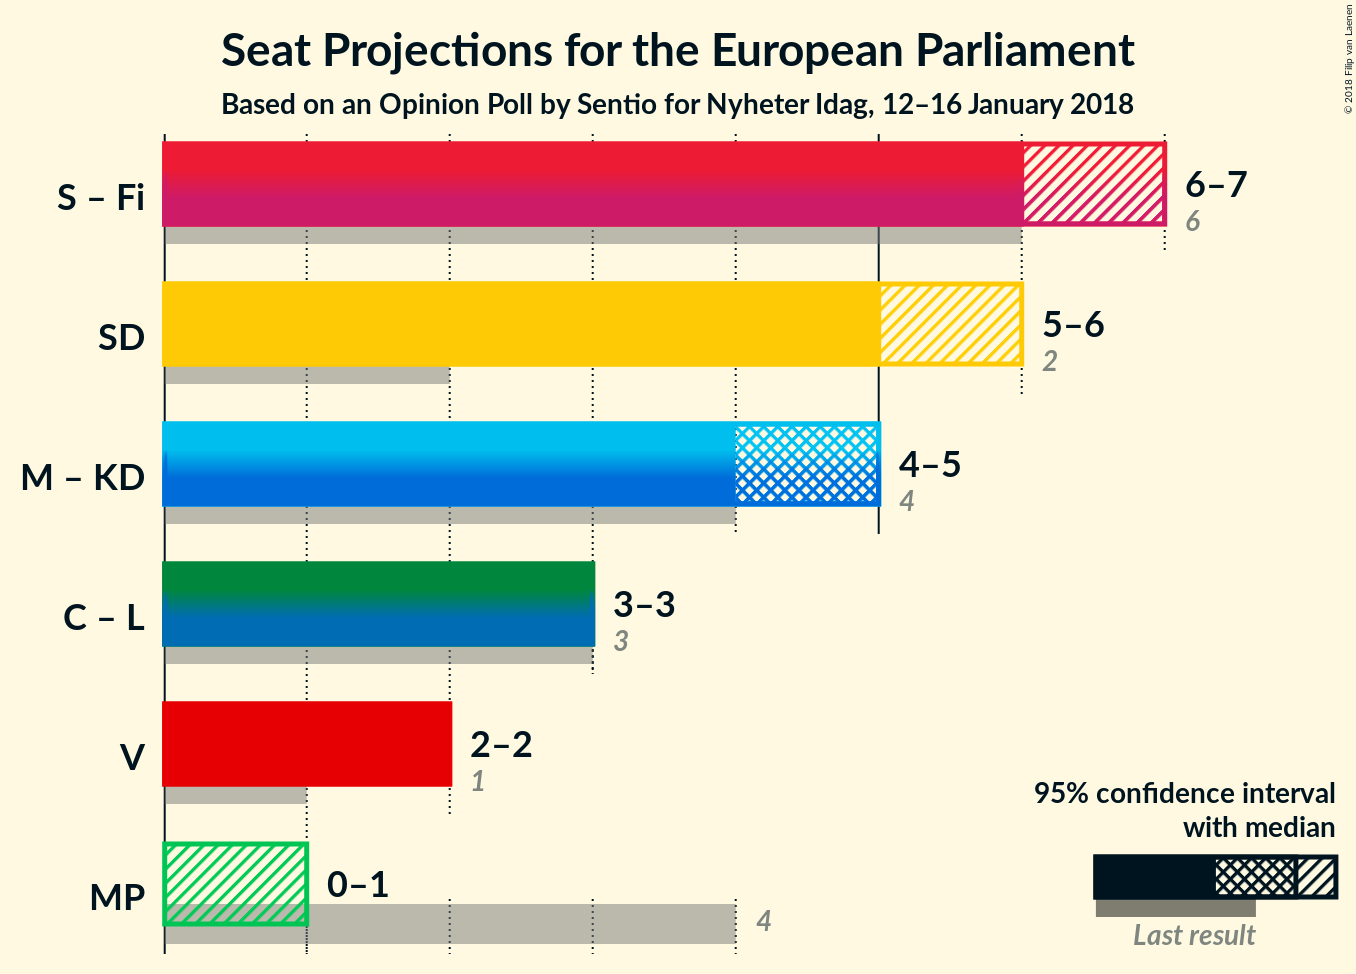 Seat Projections for the European Parliament
Based on an Opinion Poll by Sentio for Nyheter Idag, 12–16 January 2018
© 2018 Filip van Laenen
S – Fi
6–7
6
SD
5–6
2
M – KD
4–5
4
C – L
3–3
3
V
2–2
1
MP
0–1
4
95% confidence interval
with median
Last result